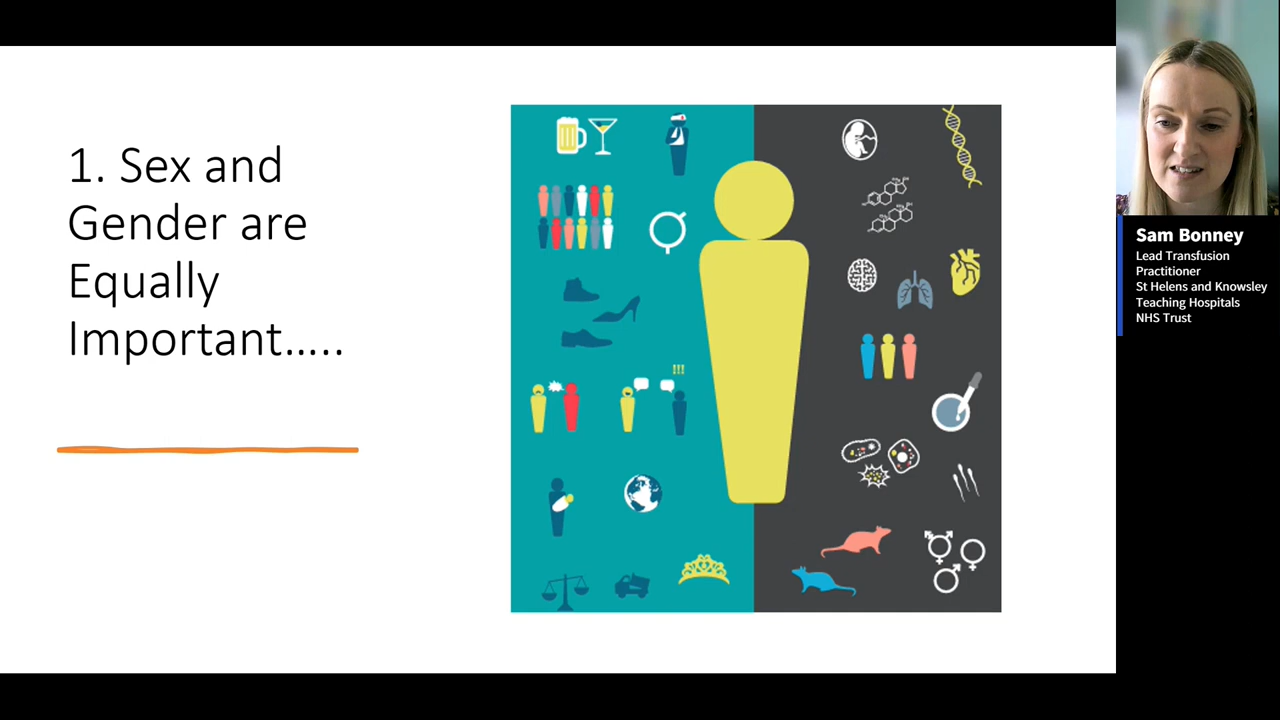 1. Sex and
Gender are
Equally
Important…..
!!!
Sam Bonney
Lead Transfusion
Practitioner
St Helens and Knowsley
Teaching Hospitals
NHS Trust